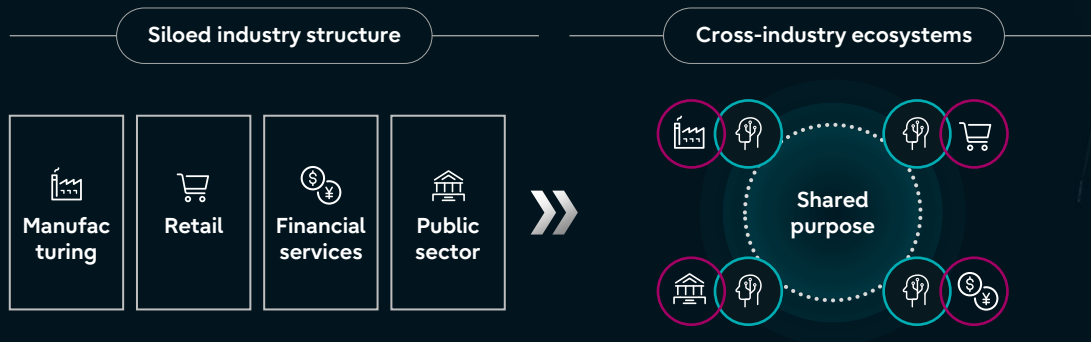 Siloed industry structure
Cross-industry ecosystems
Manufac
turing
Retail
Financial
services
Public
sector
Shared
purpose